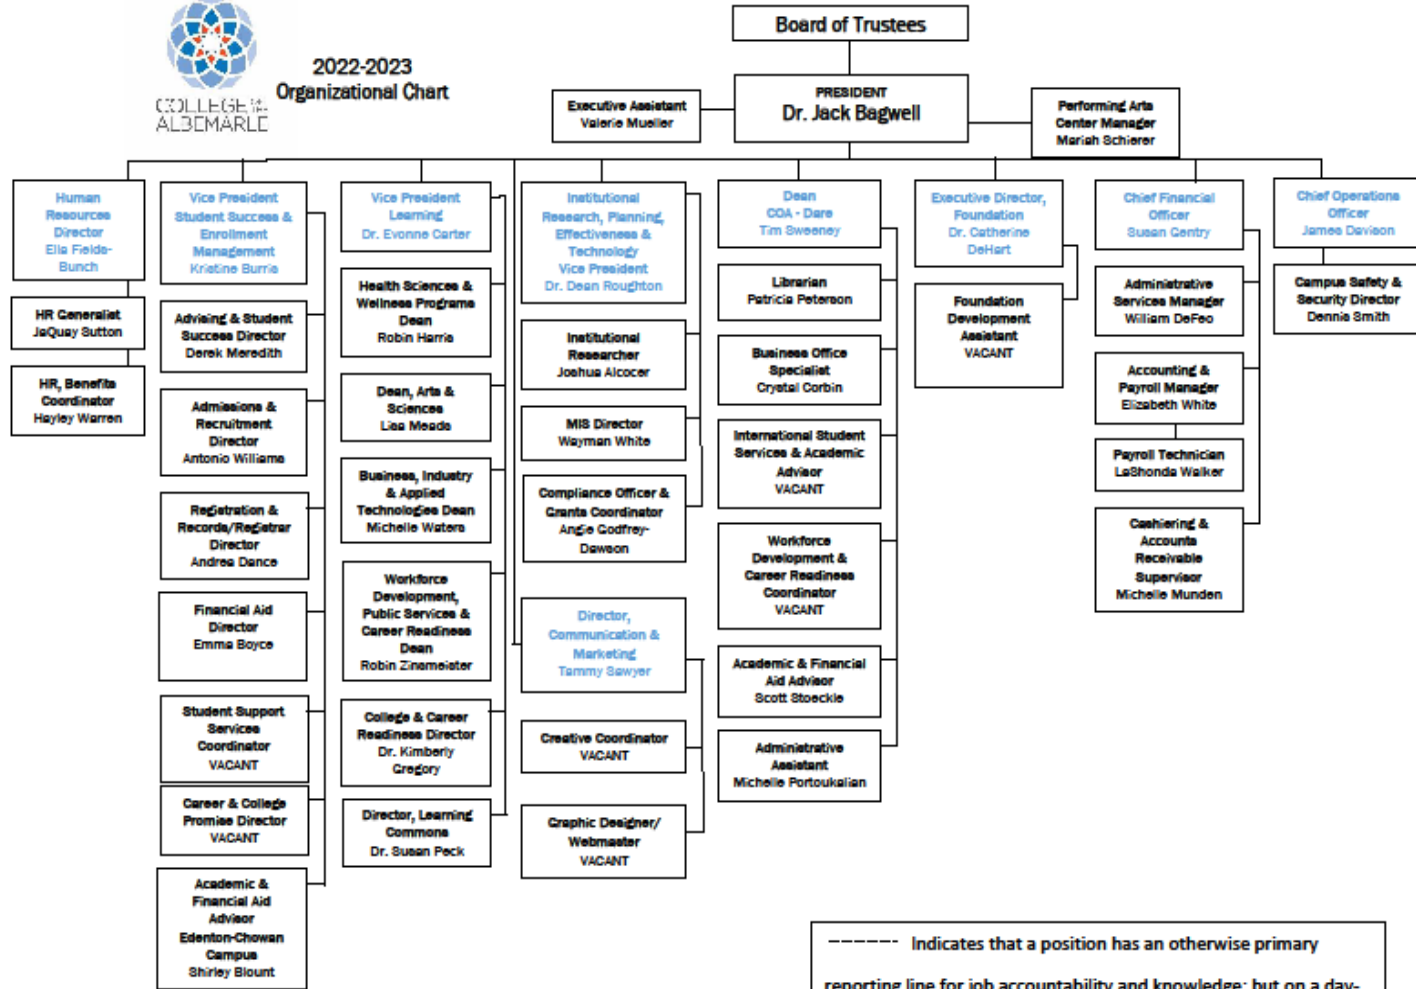 COLLEGE OF THE
ALBEMARLE
2022-2023
Organizational Chart
Board of Trustees
PRESIDENT
Dr. Jack Bagwell
Executive Assistant
Valerie Mueller
Performing Arts
Center Manager
Mariah Schierer
Human
Resources
Director
Ella Fields-
Bunch
HR Generalist
JaQuay Sutton
HR, Benefits
Coordinator
Hayley Warren
Vice President
Student Success &
Enrollment
Management
Kristine Burris
Advising & Student
Success Director
Derek Meredith
Admissions &
Recruitment
Director
Antonio Williams
Registration &
Records/Registrar
Director
Andrea Dance
Financial Aid
Director
Emma Boyce
Student Support
Services
Coordinator
VACANT
Career & College
Promise Director
VACANT
Academic &
Financial Aid
Advisor
Edenton-Chowan
Campus
Shirley Blount
Vice President
Learning
Dr. Evonne Carter
Health Sciences &
Wellness Programs
Dean
Robin Harris
Dean, Arts &
Sciences
Lisa Meads
Business, Industry
& Applied
Technologies Dean
Michelle Waters
Workforce
Development,
Public Services &
Career Readiness
Dean
Robin Zinsmeister
College & Career
Readiness Director
Dr. Kimberly
Gregory
Director, Learning
Commons
Dr. Susan Peck
Institutional
Research, Planning,
Effectiveness &
Technology
Vice President
Dr. Dean Roughton
Institutional
Researcher
Joshua Alcocer
MIS Director
Wayman White
Compliance Officer &
Grants Coordinator
Angie Godfrey-
Dawson
Director,
Communication &
Marketing
Tammy Sawyer
Creative Coordinator
VACANT
Graphic Designer/
Webmaster
VACANT
Dean
COA - Dare
Tim Sweeney
Librarian
Patricia Peterson
Business Office
Specialist
Crystal Corbin
International Student
Services & Academic
Advisor
VACANT
Workforce
Development &
Career Readiness
Coordinator
VACANT
Academic & Financial
Aid Advisor
Scott Stoeckle
Administrative
Assistant
Michelle Portoukalian
Executive Director,
Foundation
Dr. Catherine
DeHart
Foundation
Development
Assistant
VACANT
Chief Financial
Officer
Susan Gentry
Administrative
Services Manager
William DeFeo
Accounting &
Payroll Manager
Elizabeth White
Payroll Technician
LaShonda Walker
Cashiering &
Accounts
Receivable
Supervisor
Michelle Munden
Chief Operations
Officer
James Davison
Campus Safety &
Security Director
Dennis Smith
------- Indicates that a position has an otherwise primary
reporting line for job accountability and knowledge; but on a day-